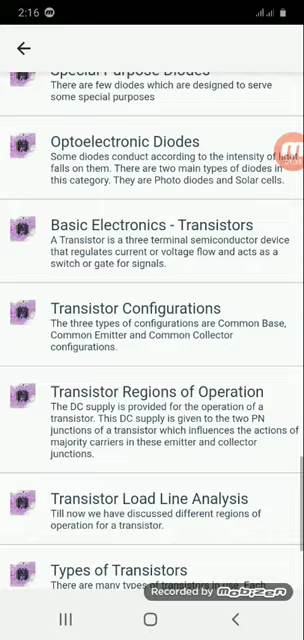 2:16
Special Purpose Diodes
There are few diodes which are designed to serve
some special purposes
Optoelectronic Diodes
Some diodes conduct according to the intensity of light
falls on them. There are two main types of diodes in
this category. They are Photo diodes and Solar cells.
Basic Electronics - Transistors
A Transistor is a three terminal semiconductor device
that regulates current or voltage flow and acts as a
switch or gate for signals.
Transistor Configurations
The three types of configurations are Common Base,
Common Emitter and Common Collector
configurations.
Transistor Regions of Operation
The DC supply is provided for the operation of a
transistor. This DC supply is given to the two PN
junctions of a transistor which influences the actions of
majority carriers in these emitter and collector
junctions.
Transistor Load Line Analysis
Till now we have discussed different regions of
operation for a transistor.
Types of Transistors
There are many types of transistors in use. Each
Recorded by mobizen